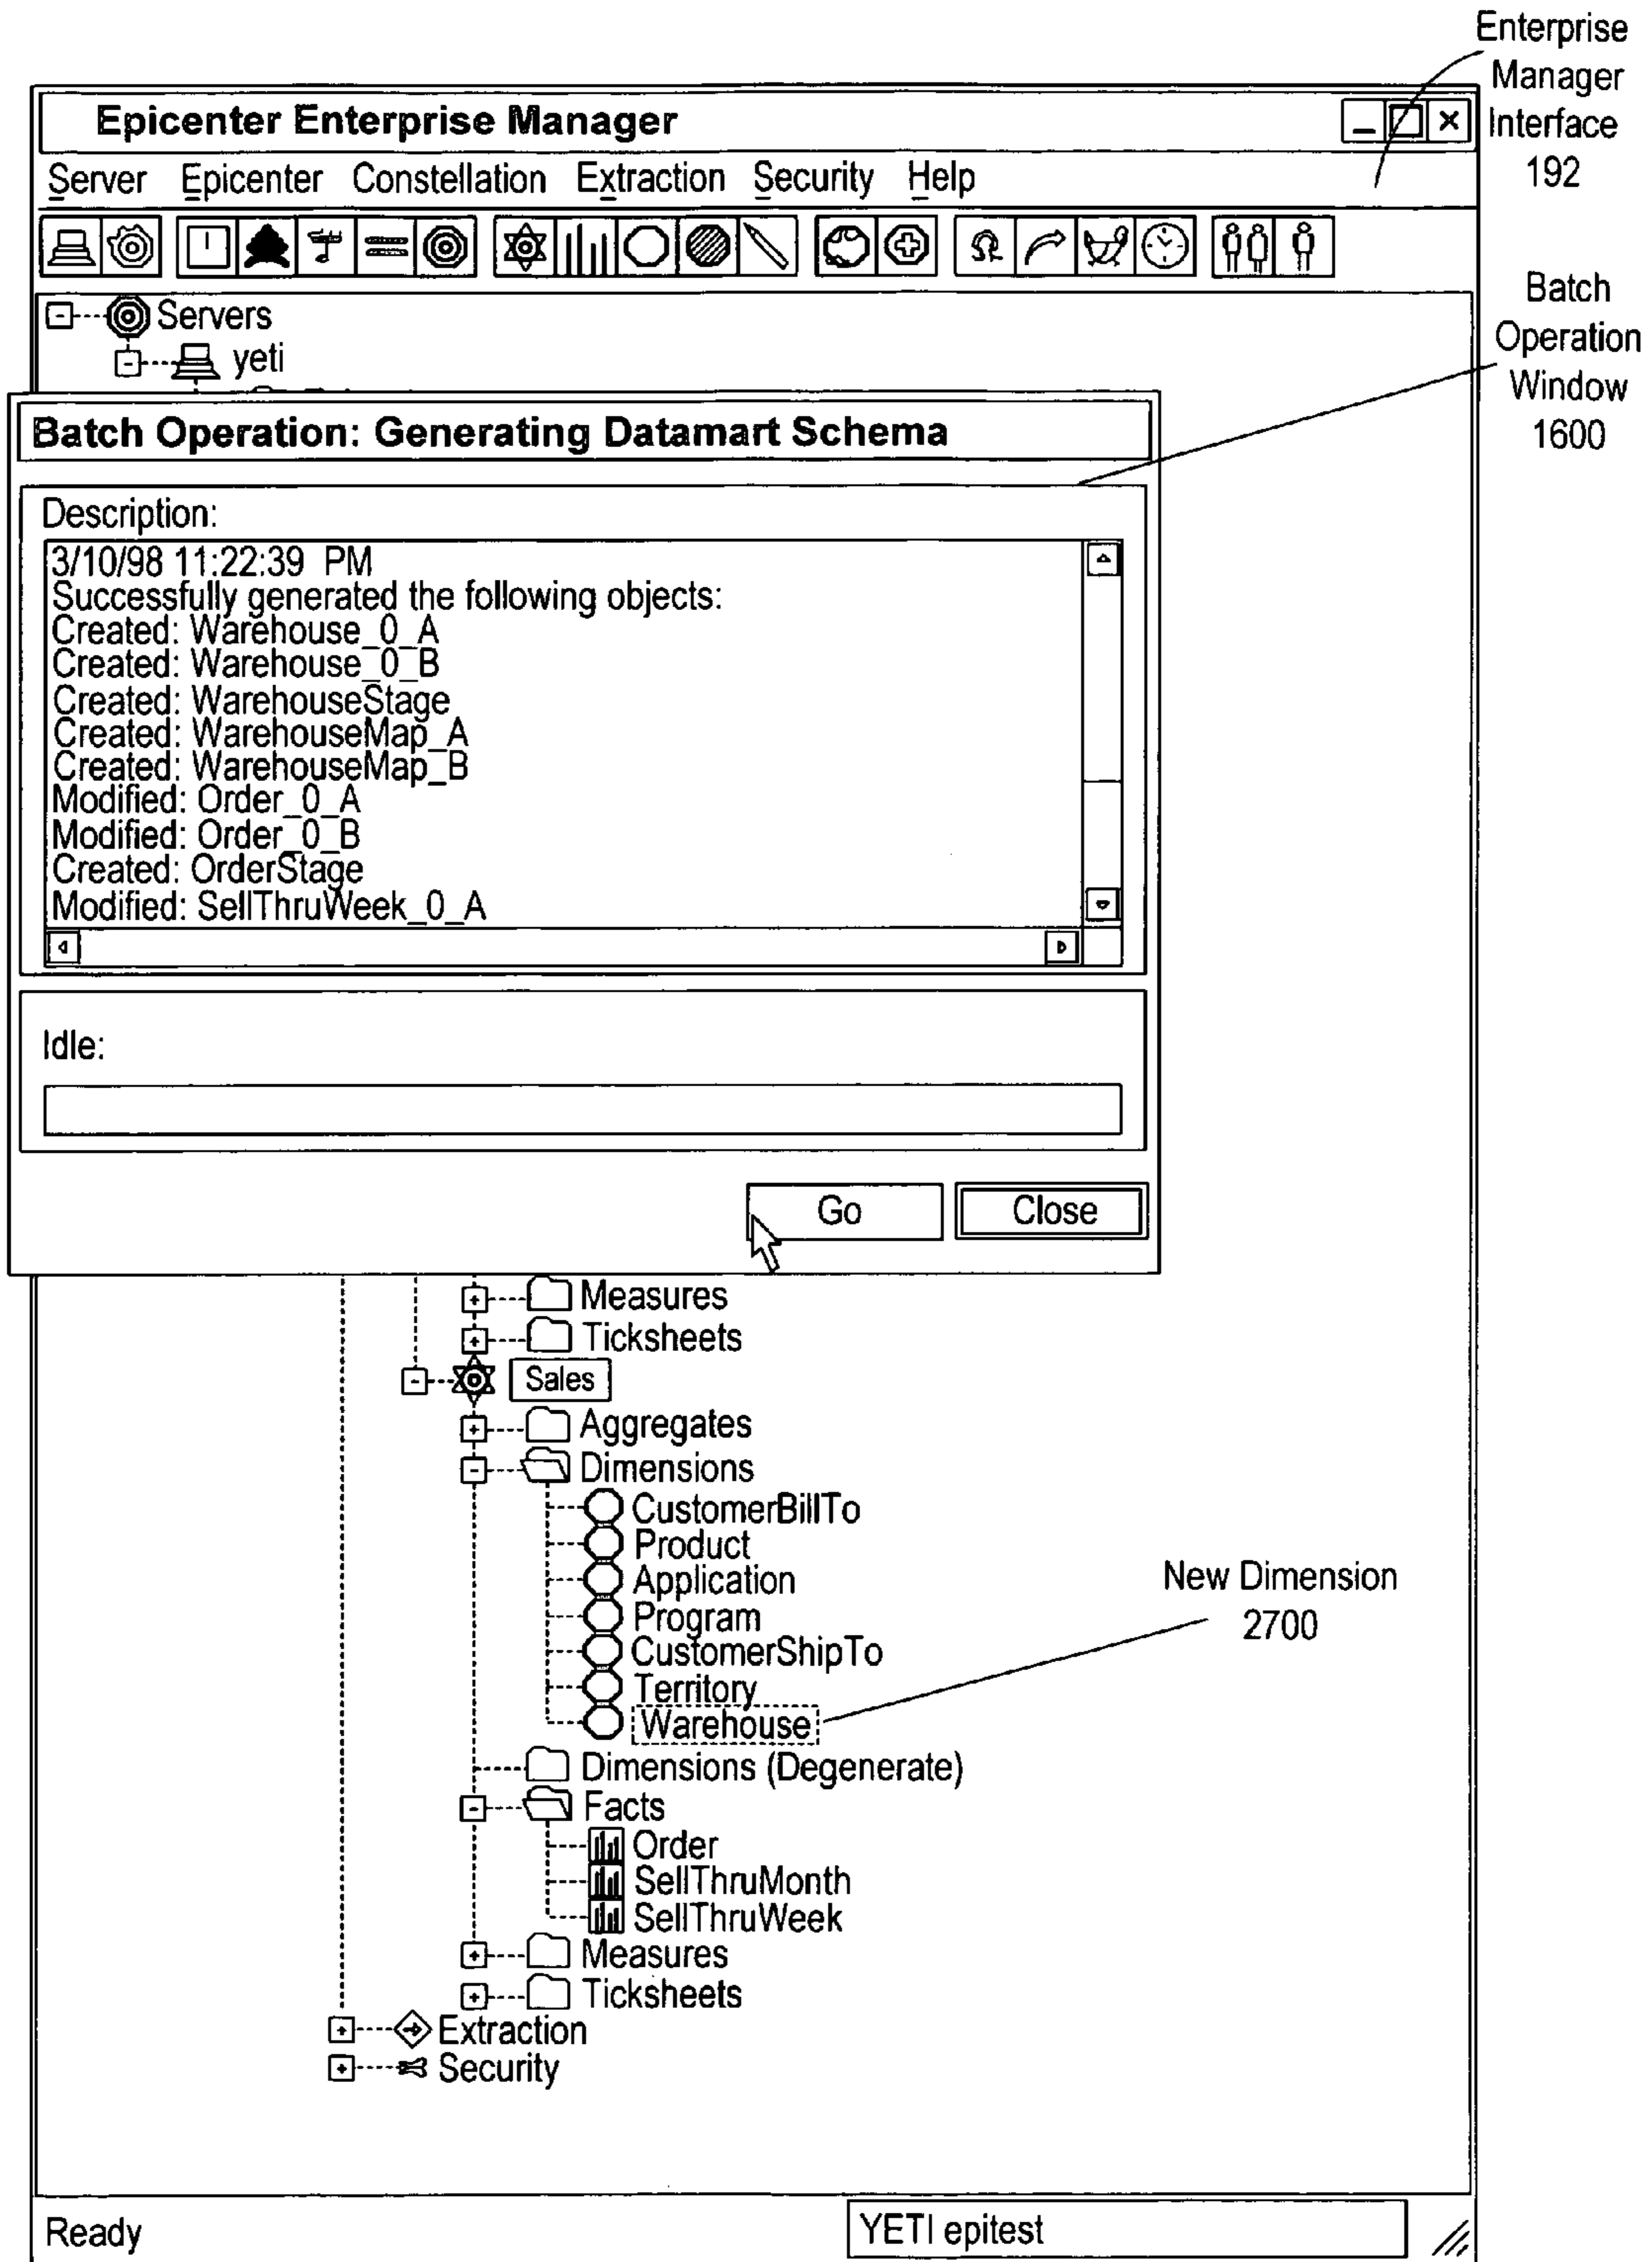 Enterprise
Manager
Interface
192
Epicenter Enterprise Manager
Server Epicenter Constellation Extraction Security Help
Batch
Operation
Window
1600
Servers
yeti
Batch Operation: Generating Datamart Schema
Description:
3/10/98 11:22:39 PM
Successfully generated the following objects:
Created: Warehouse_0_A
Created: Warehouse_0_B
Created: WarehouseStage
Created: WarehouseMap_A
Created: WarehouseMap_B
Modified: Order_0_A
Modified: Order_0_B
Created: OrderStage
Modified: SellThruWeek_0_A
Idle:
Go Close
Measures
Ticksheets
Sales
Aggregates
Dimensions
CustomerBillTo
Product
Application
Program
CustomerShipTo
Territory
Warehouse
New Dimension
2700
Dimensions (Degenerate)
Facts
Order
SellThruMonth
SellThruWeek
Measures
Ticksheets
Extraction
Security
Ready YETI epitest